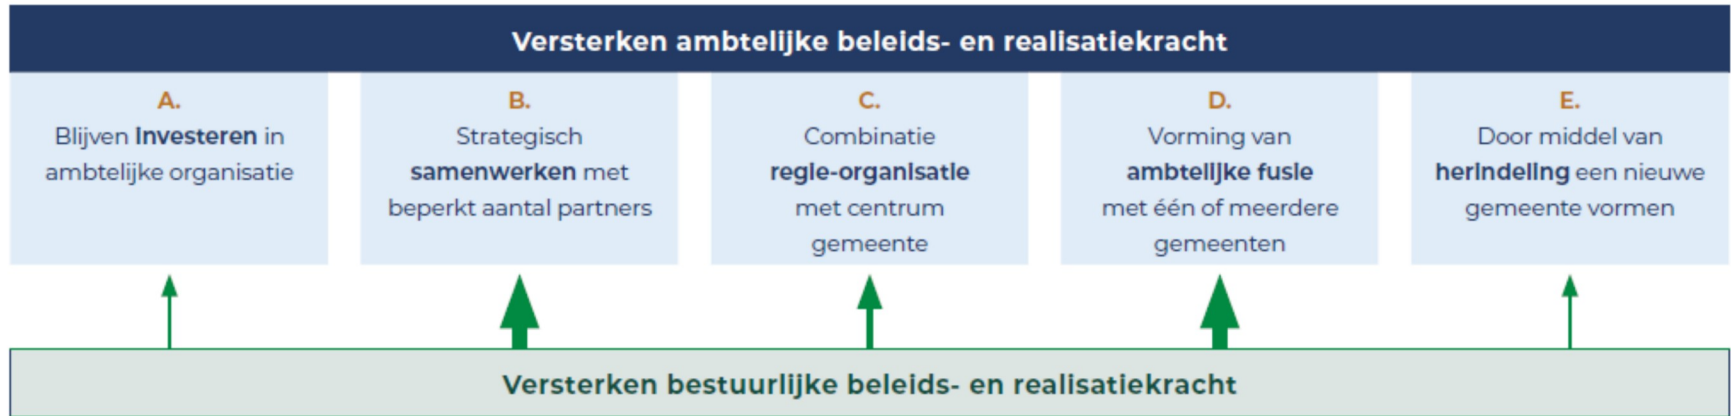 Versterken ambtelijke beleids- en realisatiekracht
A.
Blijven investeren in
ambtelijke organisatie
B.
Strategisch
samenwerken met
beperkt aantal partners
C.
Combinatie
regie-organisatie
met centrum
gemeente
D.
Vorming van
ambtelijke fusie
met één of meerdere
gemeenten
E.
Door middel van
herindeling een nieuwe
gemeente vormen
Versterken bestuurlijke beleids- en realisatiekracht